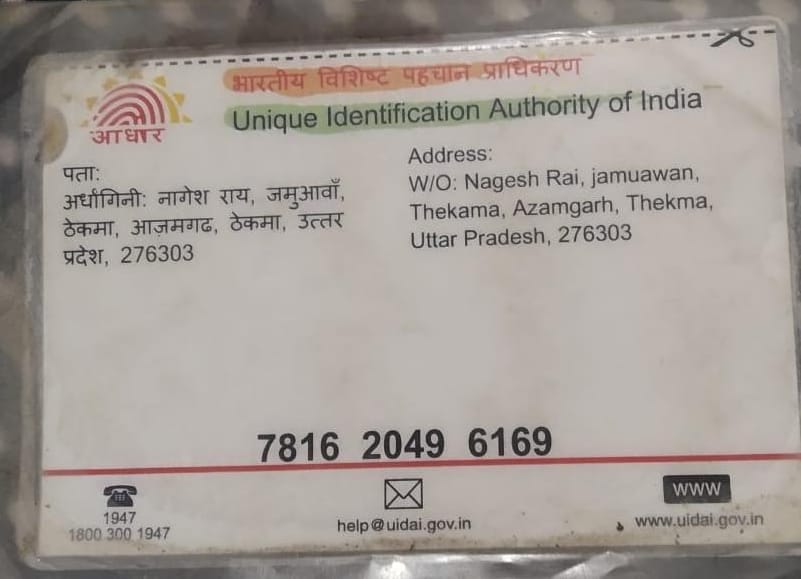 भारतीय विशिष्ट पहचान प्राधिकरण
Unique Identification Authority of India
आधार
पता:
अर्धांगिनी: नागेश राय, जमुआवाँ,
ठेकमा, आज़मगढ, ठेकमा, उत्तर
प्रदेश, 276303
Address:
W/O: Nagesh Rai, jamuawan,
Thekama, Azamgarh, Thekma,
Uttar Pradesh, 276303
7816 2049 6169
1947
1800 300 1947
help@uidai.gov.in
WWW
www.uidai.gov.in